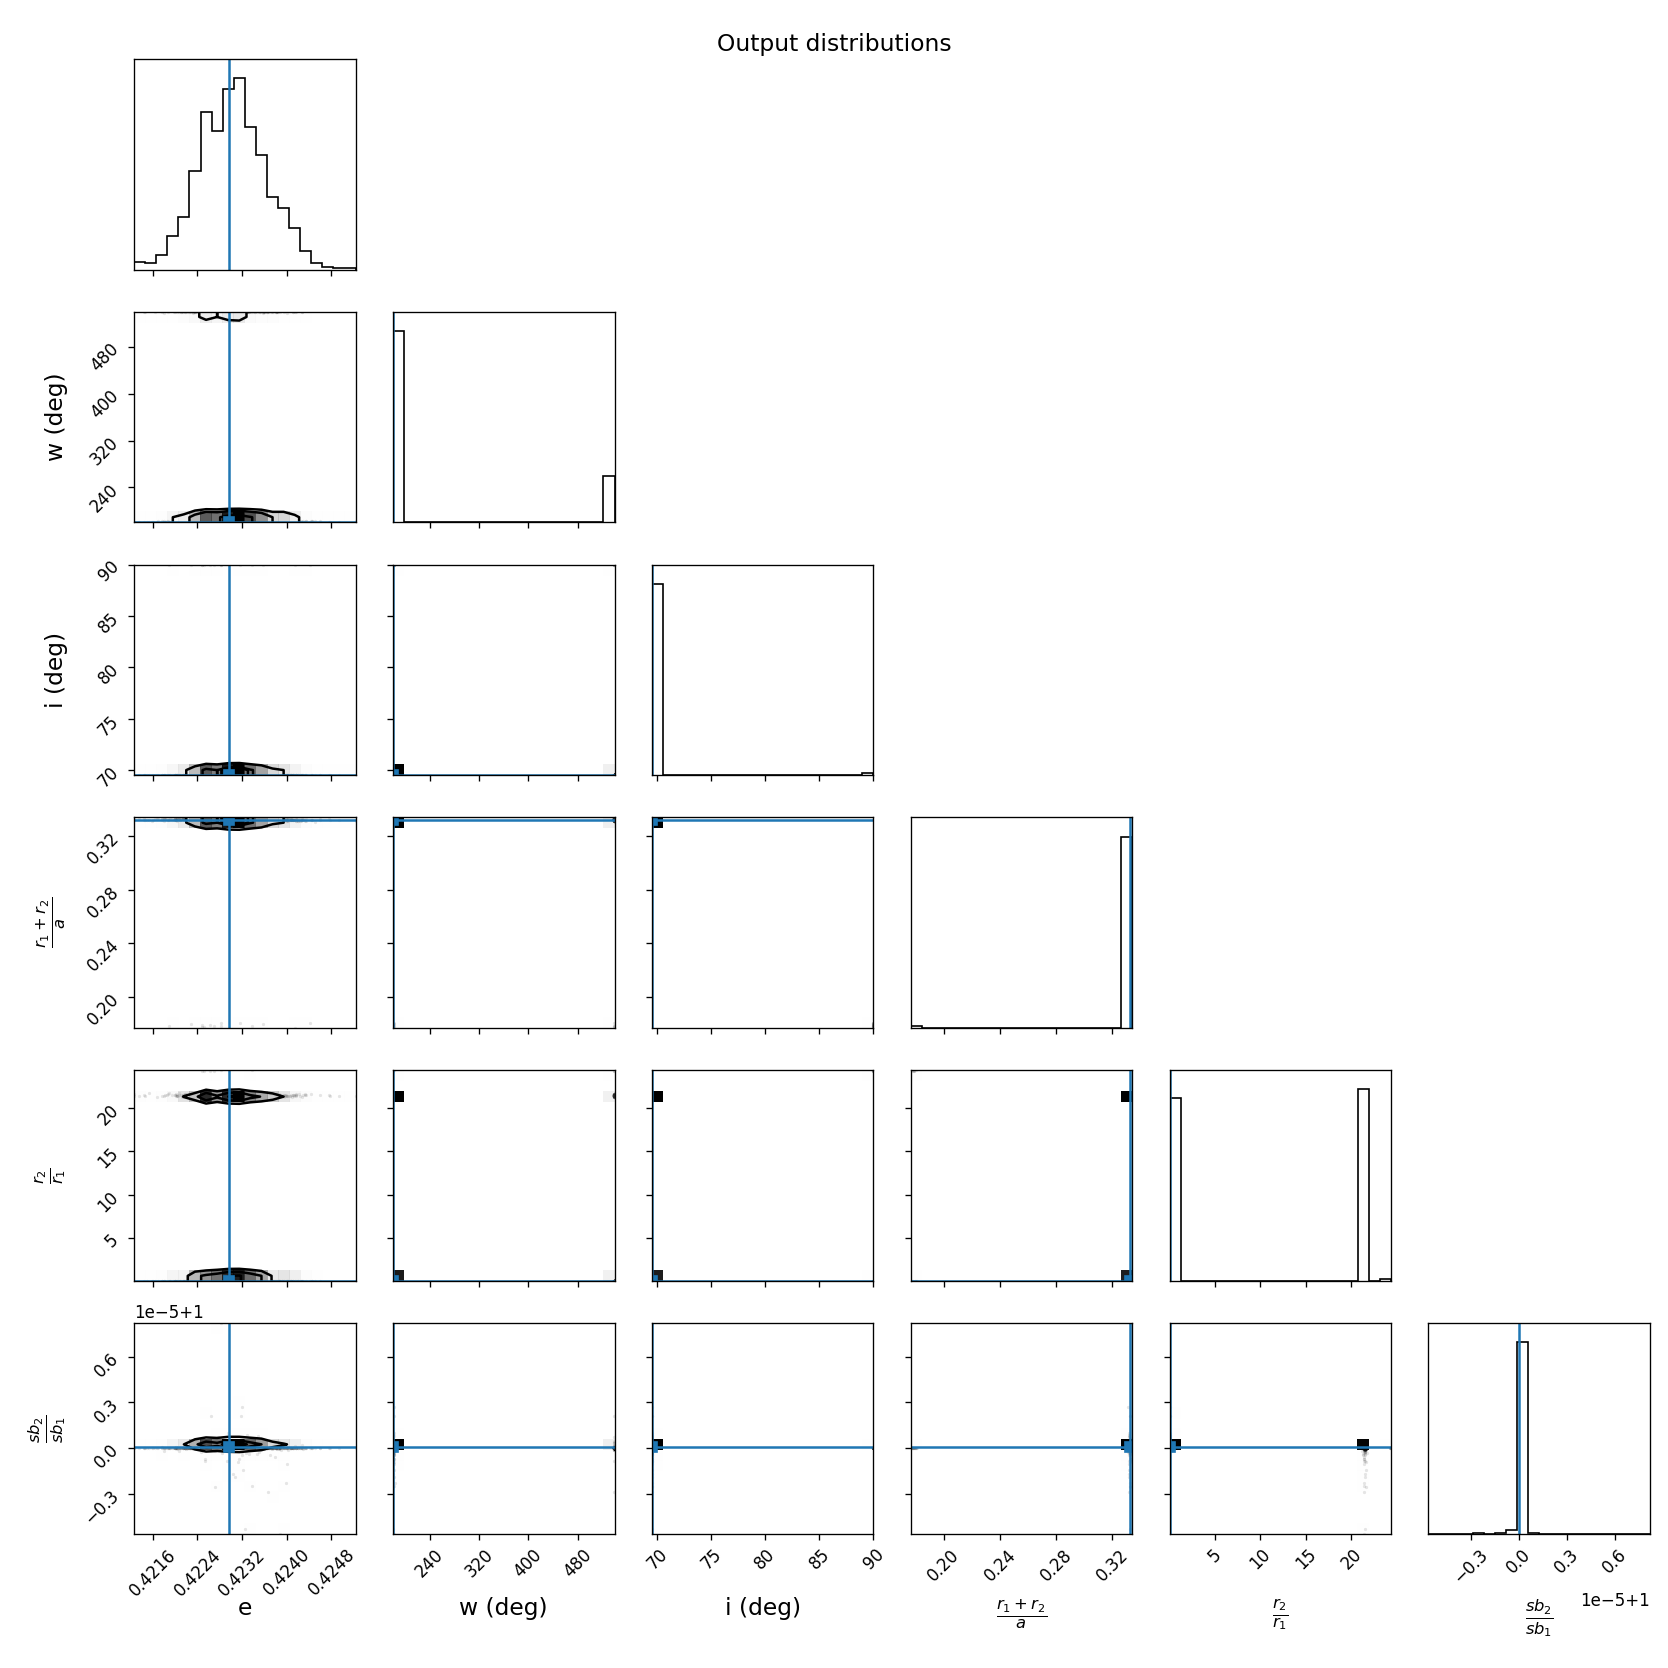 Output distributions
w (deg)
480
400
320
240
i (deg)
90
85
80
75
70
r₁ + r₂
a
0.32
0.28
0.24
0.20
r₂
r₁
20
15
10
5
1e−5+1
sb₂
sb₁
0.6
0.3
0.0
−0.3
0.4216 0.4224 0.4232 0.4240 0.4248
240 320 400 480
70 75 80 85 90
0.20 0.24 0.28 0.32
5 10 15 20
−0.3 0.0 0.3 0.6
1e−5+1
e
w (deg)
i (deg)
r₁ + r₂
a
r₂
r₁
sb₂
sb₁